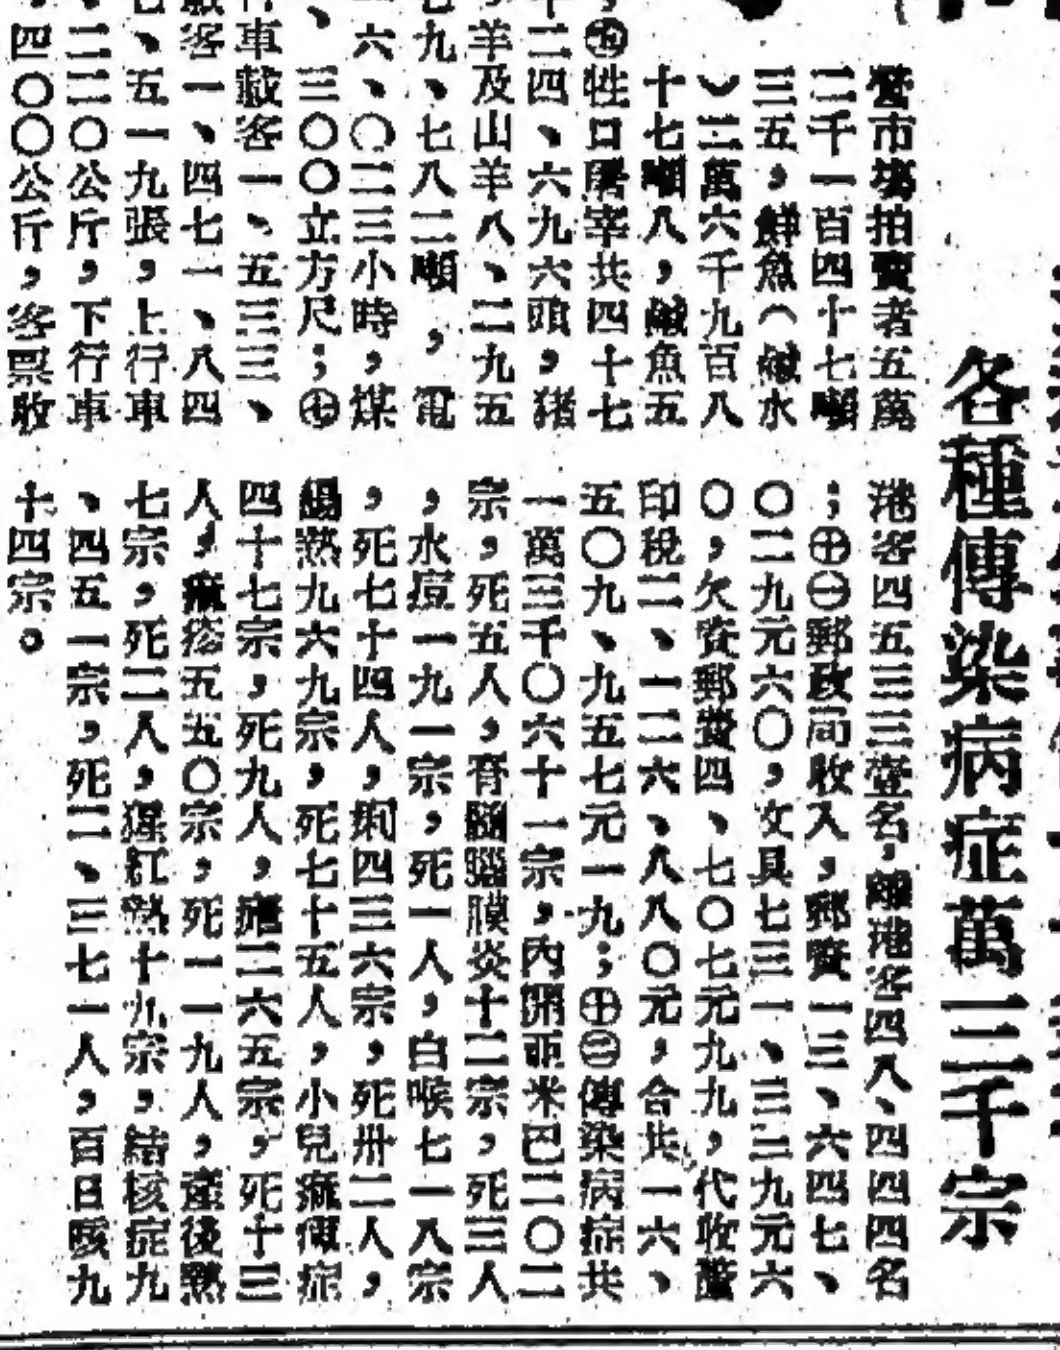 各種傳染病症萬三千宗
營市塲拍賣者五萬
二千一百四十七噸
三五，鮮魚（鹹水
）三萬六千九百八
十七噸八，鹹魚五
牲口屠宰共四十七
二四、六九六頭，猪
羊及山羊八、二九五
九、七八二噸，電
六、〇二三小時，煤
、三〇〇立方尺；㊆
車載客一、五三三、
客一、四七一、八四
、五一九張，上行車
二二〇公斤，下行車
四〇〇公斤，客票收
港客四五三三壹名，離港客四八、四四四名
；㊉㊀郵政局收入，郵資一三、六四七、
〇二九元六〇，文具七三一、三二九元六
〇，欠資郵費四、七〇七元九九，代收釐
印稅二、一二六、八八〇元，合共一六、
五〇九、九五七元一九；㊉㊁傳染病症共
一萬三千〇六十一宗，內開亞米巴二〇二
宗，死五人，脊髓腦膜炎十二宗，死三人
，水痘一九一宗，死一人，白喉七一八宗
，死七十四人，痢四三六宗，死卅二人，
腸熱九六九宗，死七十五人，小兒痲痺症
四十七宗，死九人，瘧二六五宗，死十三
人，痲疹五五〇宗，死一一九人，產後熱
七宗，死二人，猩紅熱十九宗，結核症九
、四五一宗，死二、三七一人，百日咳九
十四宗。